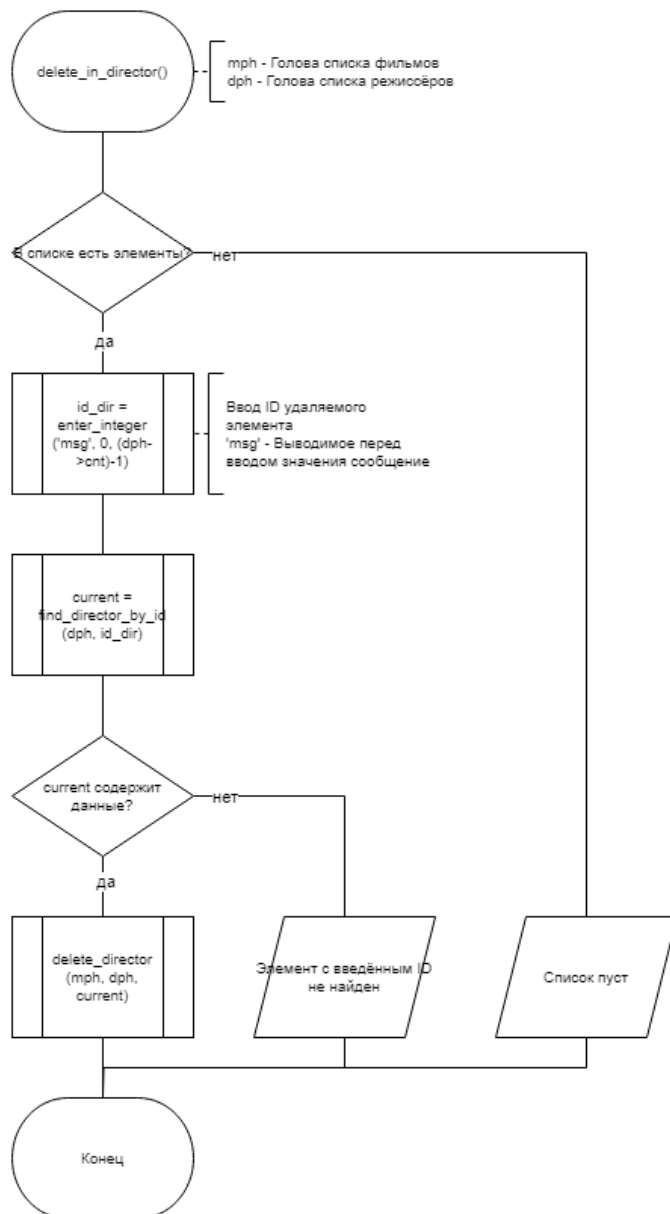 delete_in_director()
mph - Голова списка фильмов
dph - Голова списка режиссёров
В списке есть элементы?
нет
да
id_dir =
enter_integer
('msg', 0, (dph-
>cnt)-1)
Ввод ID удаляемого
элемента
'msg' - Выводимое перед
вводом значения сообщение
current =
find_director_by_id
(dph, id_dir)
current содержит
данные?
нет
да
delete_director
(mph, dph,
current)
Элемент с введённым ID
не найден
Список пуст
Конец